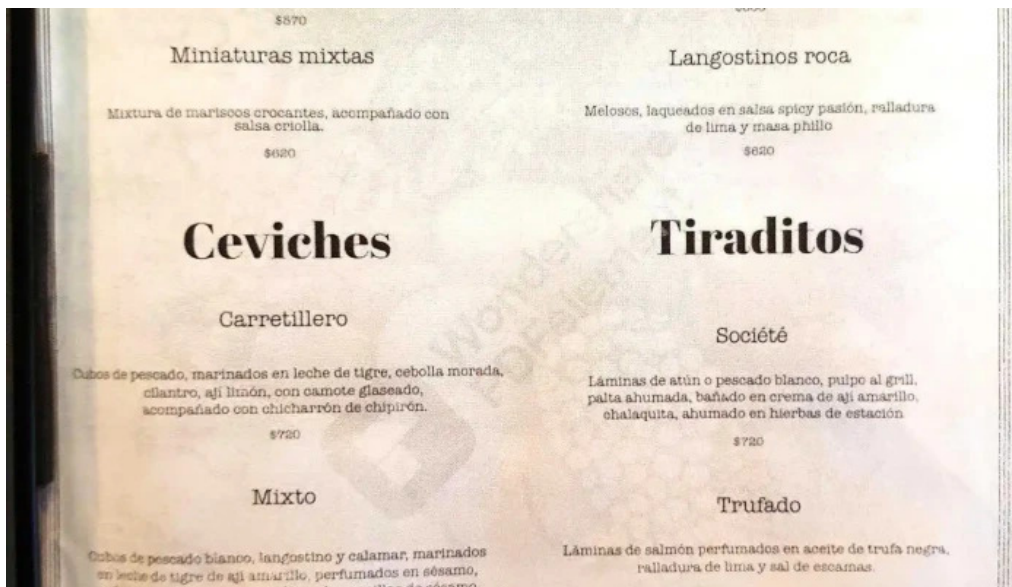 $570
Miniaturas mixtas
Mixtura de mariscos crocantes, acompañado con
salsa criolla.
$620
Ceviches
Carretillero
Cubos de pescado, marinados en leche de tigre, cebolla morada,
cilantro, ají limón, con camote glaseado,
acompañado con chicharrón de chipirón.
$720
Mixto
Cubos de pescado blanco, langostino y calamar, marinados
en leche de tigre de ají amarillo, perfumados en sésamo,
Langostinos roca
Melosos, laqueados en salsa spicy pasión, ralladura
de lima y masa phillo
$620
Tiraditos
Société
Láminas de atún o pescado blanco, pulpo al grill,
palta ahumada, bañado en crema de ají amarillo,
chalaquita, ahumado en hierbas de estación
$720
Trufado
Láminas de salmón perfumados en aceite de trufa negra,
ralladura de lima y sal de escamas.
Wondershare
PDFelement